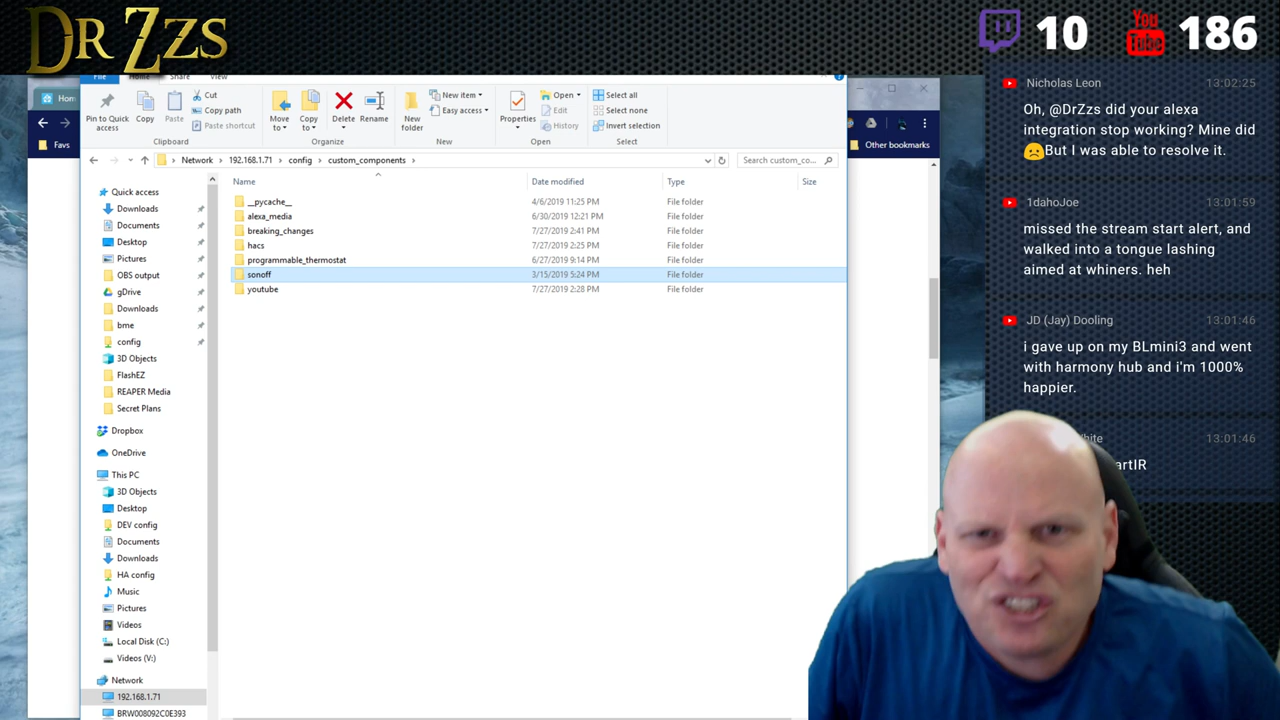 DR ZZS
10
You Tube
186
File
Home
Share
View
Pin to Quick access
Copy
Paste
Cut
Copy path
Paste shortcut
Clipboard
Move to
Copy to
Delete
Rename
Organize
New folder
New item
Easy access
New
Properties
Open
Edit
History
Open
Select all
Select none
Invert selection
Select
Hom
Favs
Other bookmarks
Network
192.168.1.71
config
custom_components
Search custom_co...
Name
Date modified
Type
Size
__pycache__ 4/6/2019 11:25 PM File folder
alexa_media 6/30/2019 12:21 PM File folder
breaking_changes 7/27/2019 2:41 PM File folder
hacs 7/27/2019 2:25 PM File folder
programmable_thermostat 6/27/2019 9:14 PM File folder
sonoff 3/15/2019 5:24 PM File folder
youtube 7/27/2019 2:28 PM File folder
Quick access
Downloads
Documents
Desktop
Pictures
OBS output
gDrive
Downloads
bme
config
3D Objects
FlashEZ
REAPER Media
Secret Plans
Dropbox
OneDrive
This PC
3D Objects
Desktop
DEV config
Documents
Downloads
HA config
Music
Pictures
Videos
Local Disk (C:)
Videos (V:)
Network
192.168.1.71
BRW008092C0E393
Nicholas Leon 13:02:25
Oh, @DrZzs did your alexa
integration stop working? Mine did
But I was able to resolve it.
1dahoJoe 13:01:59
missed the stream start alert, and
walked into a tongue lashing
aimed at whiners. heh
JD (Jay) Dooling 13:01:46
i gave up on my BLmini3 and went
with harmony hub and i'm 1000%
happier.
13:01:46
artIR